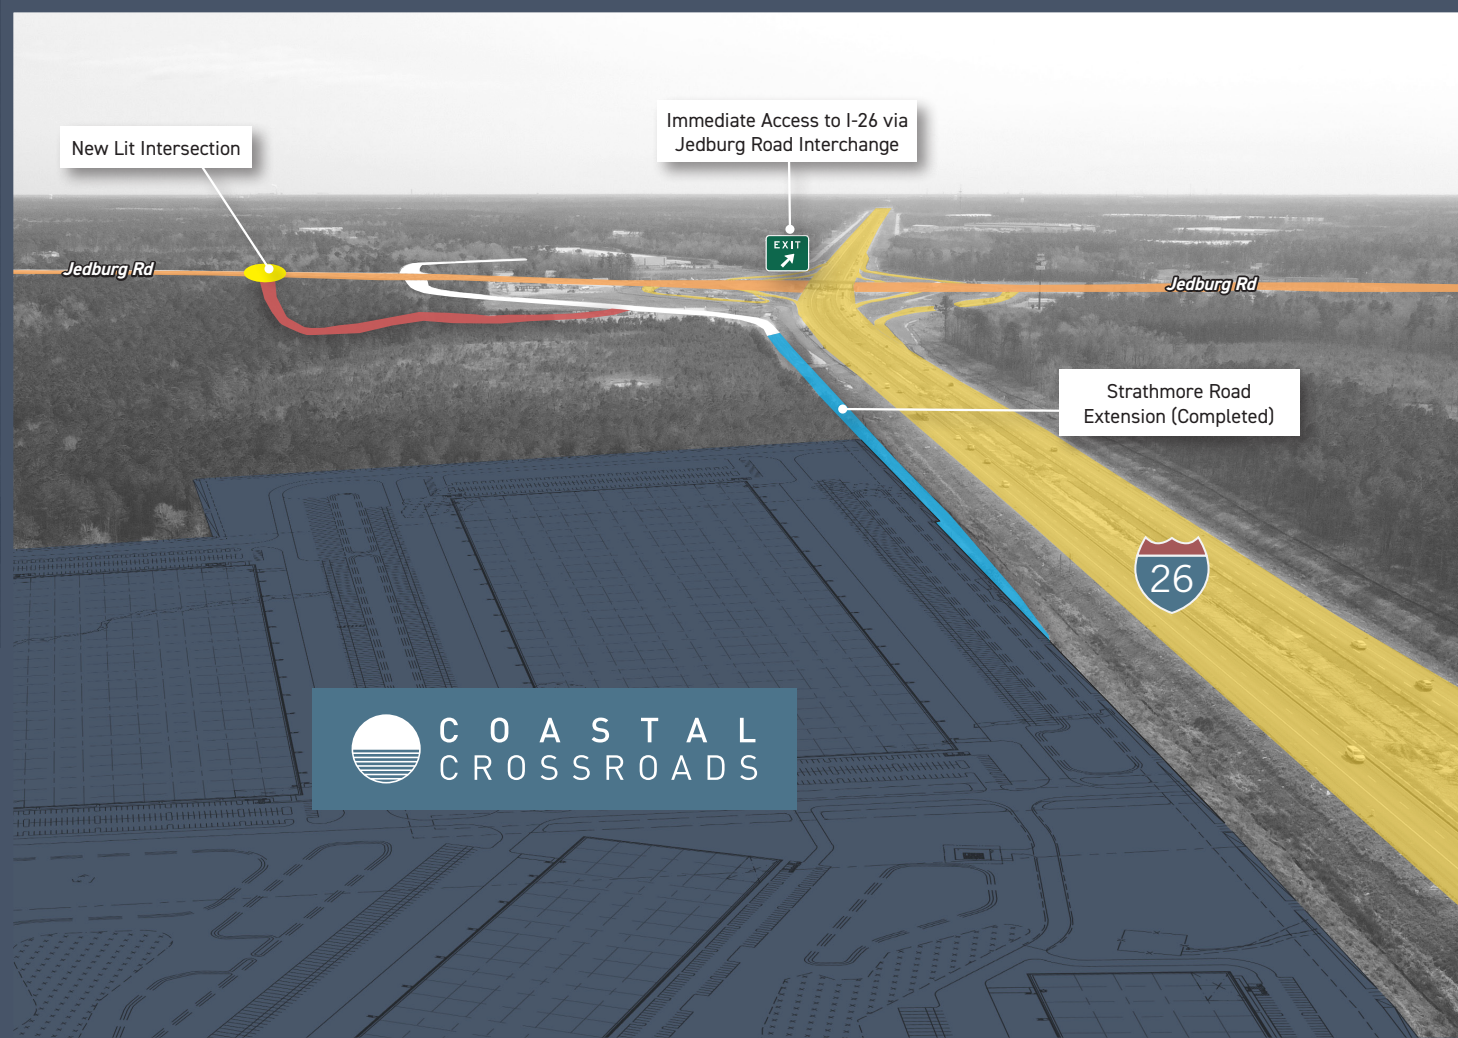 New Lit Intersection
Immediate Access to I-26 via
Jedburg Road Interchange
EXIT
Jedburg Rd
Jedburg Rd
Strathmore Road
Extension (Completed)
26
COASTAL
CROSSROADS